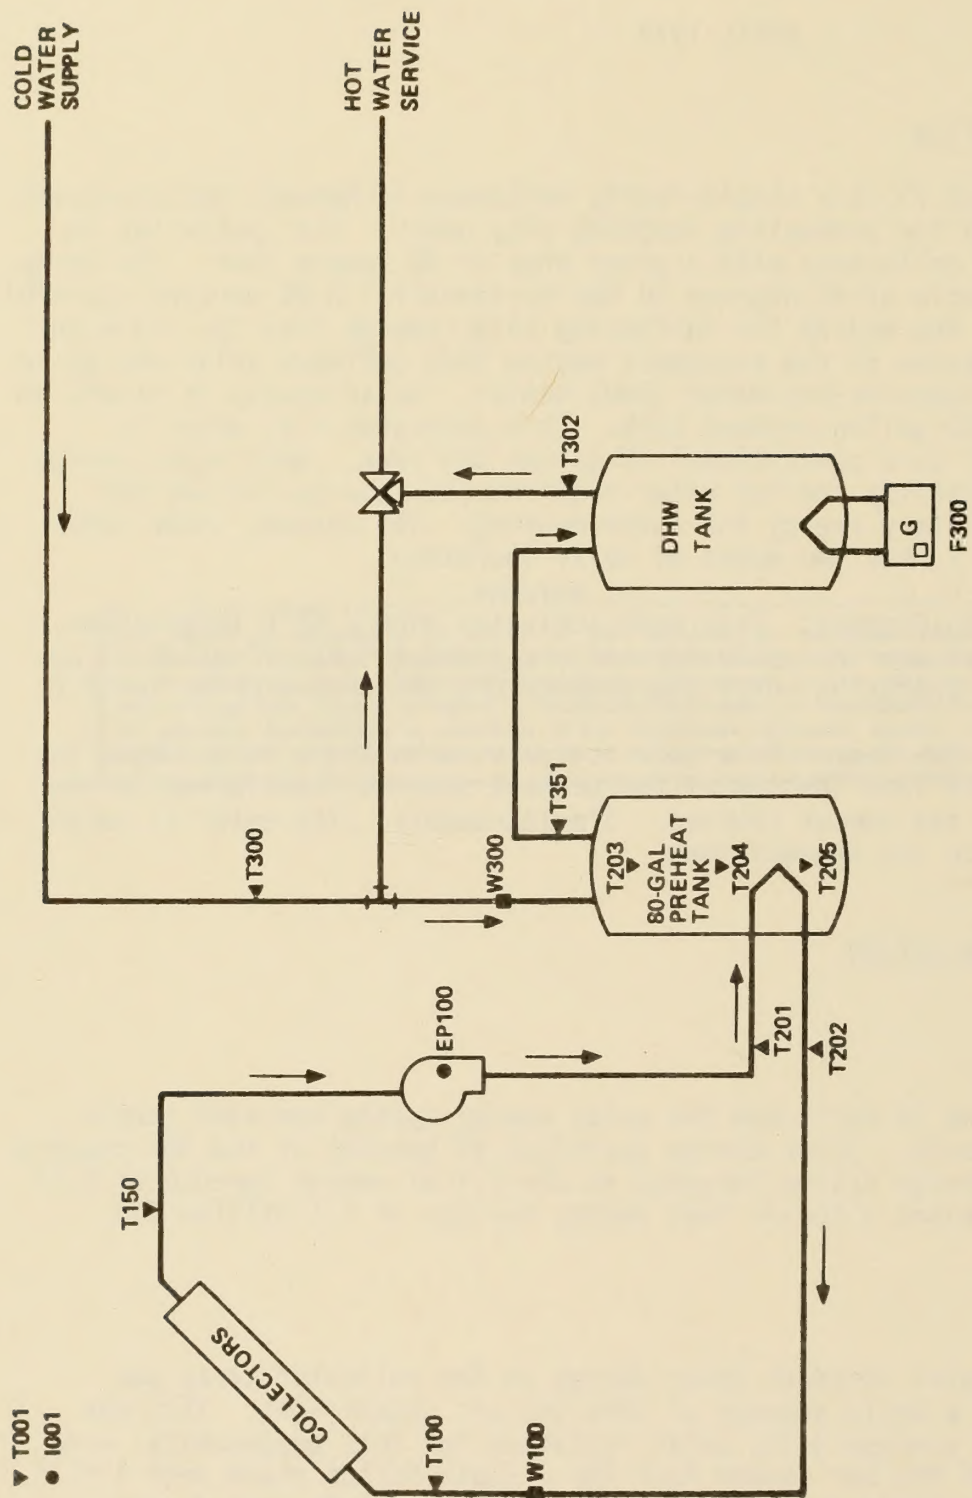 T001
I001
COLLECTORS
T100
W100
T150
EP100
T201
T202
T300
W300
T203
80-GAL
PREHEAT
TANK
T204
T205
T351
DHW
TANK
T302
G
F300
COLD
WATER
SUPPLY
HOT
WATER
SERVICE